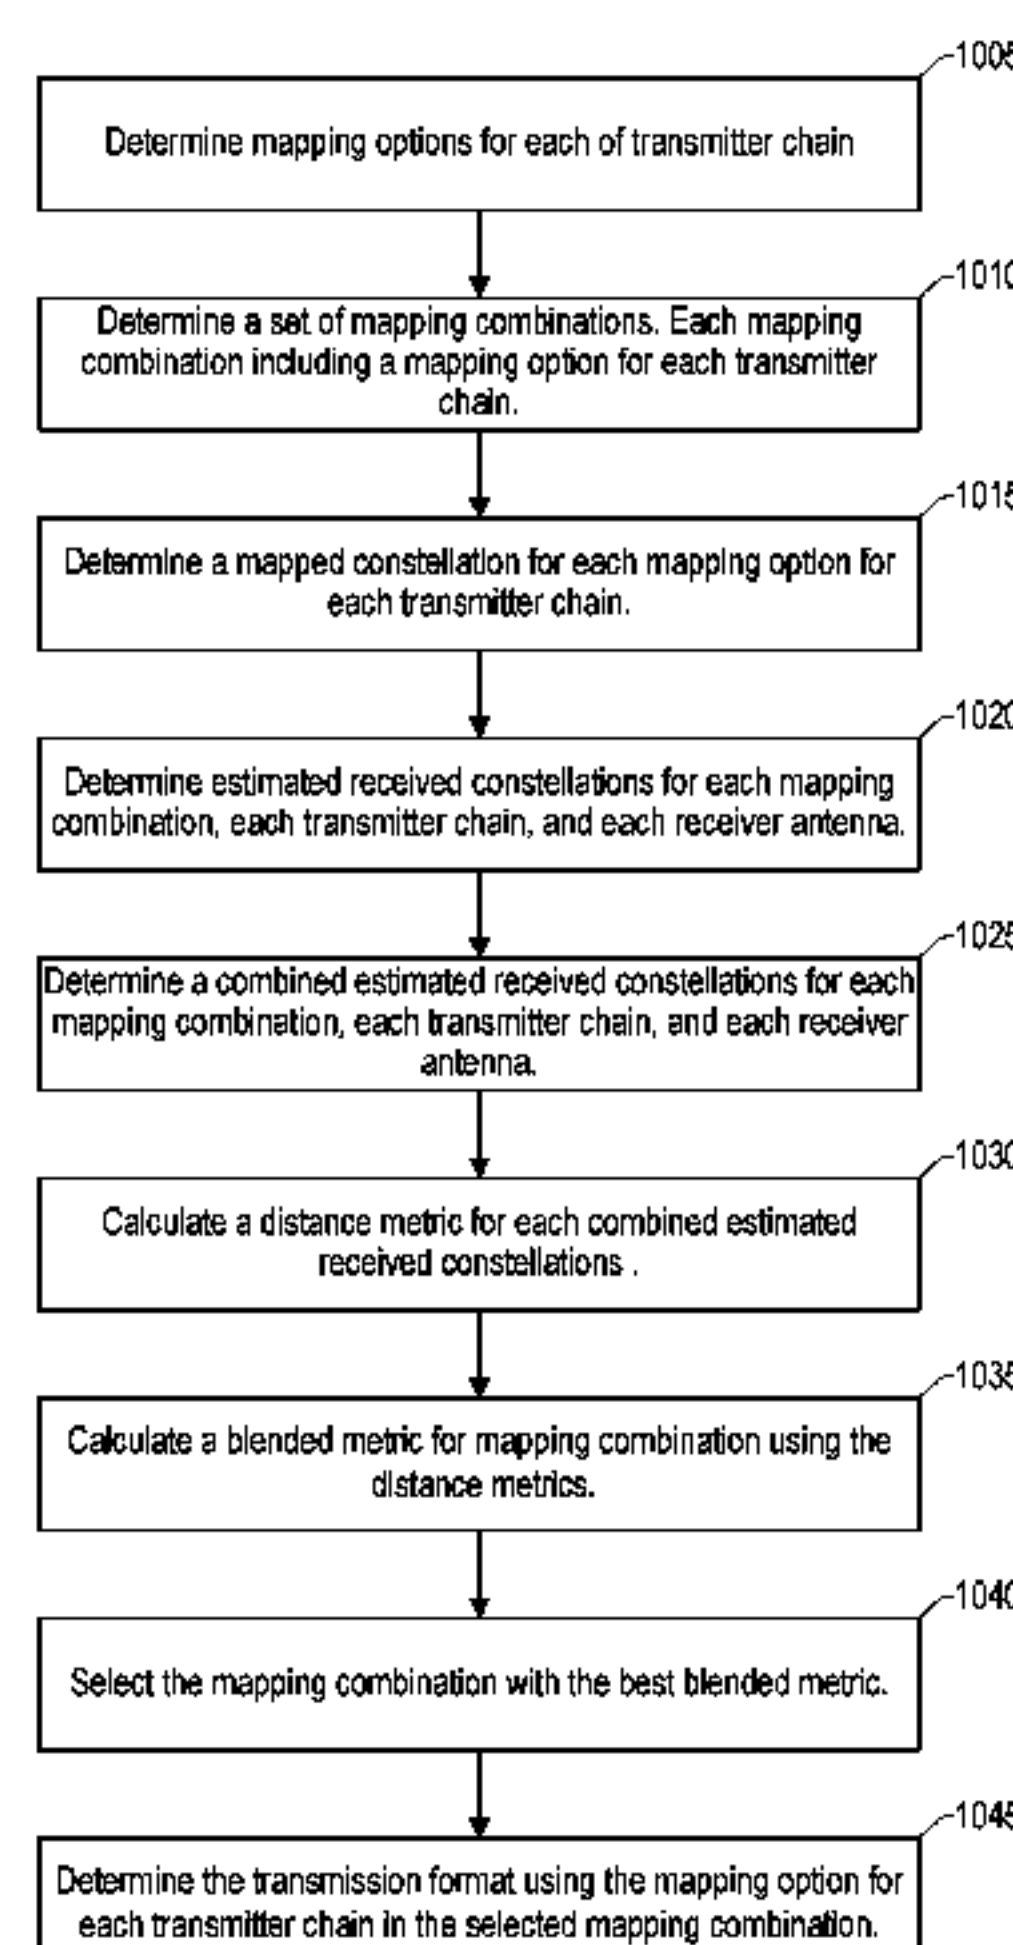 1005
Determine mapping options for each of transmitter chain
1010
Determine a set of mapping combinations. Each mapping
combination including a mapping option for each transmitter
chain.
1015
Determine a mapped constellation for each mapping option for
each transmitter chain.
1020
Determine estimated received constellations for each mapping
combination, each transmitter chain, and each receiver antenna.
1025
Determine a combined estimated received constellations for each
mapping combination, each transmitter chain, and each receiver
antenna.
1030
Calculate a distance metric for each combined estimated
received constellations .
1035
Calculate a blended metric for mapping combination using the
distance metrics.
1040
Select the mapping combination with the best blended metric.
1045
Determine the transmission format using the mapping option for
each transmitter chain in the selected mapping combination.